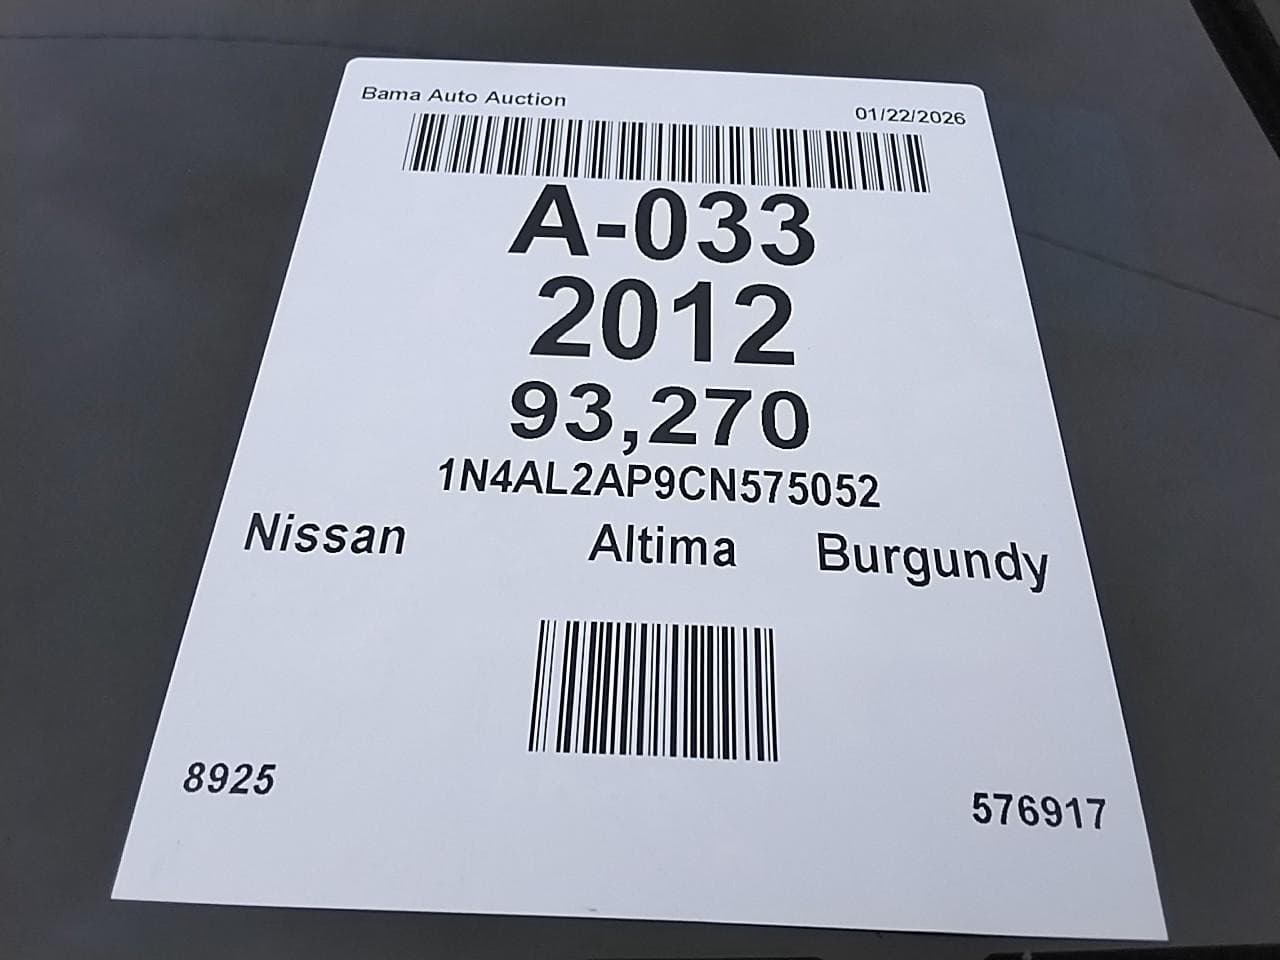 Bama Auto Auction 01/22/2026
A-033
2012
93,270
1N4AL2AP9CN575052
Nissan Altima Burgundy
8925 576917